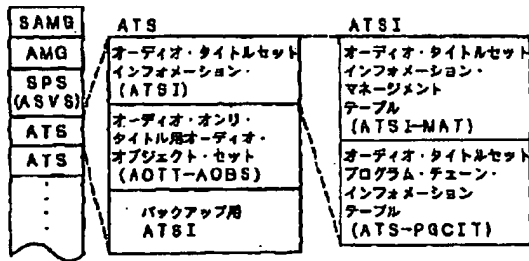 SAMG
AMG
SPS
(ASVS)
ATS
ATS
ATS
オーディオ・タイトルセット
インフォメーション・
(ATSI)
オーディオ・オンリ・
タイトル用オーディオ・
オブジェクト・セット
(AOTT-AOBS)
バックアップ用
ATSI
ATSI
オーディオ・タイトルセット
インフォメーション・
マネージメント
テーブル
(ATSI-MAT)
オーディオ・タイトルセット
プログラム・チェーン・
インフォメーション
テーブル
(ATS-PGCIT)